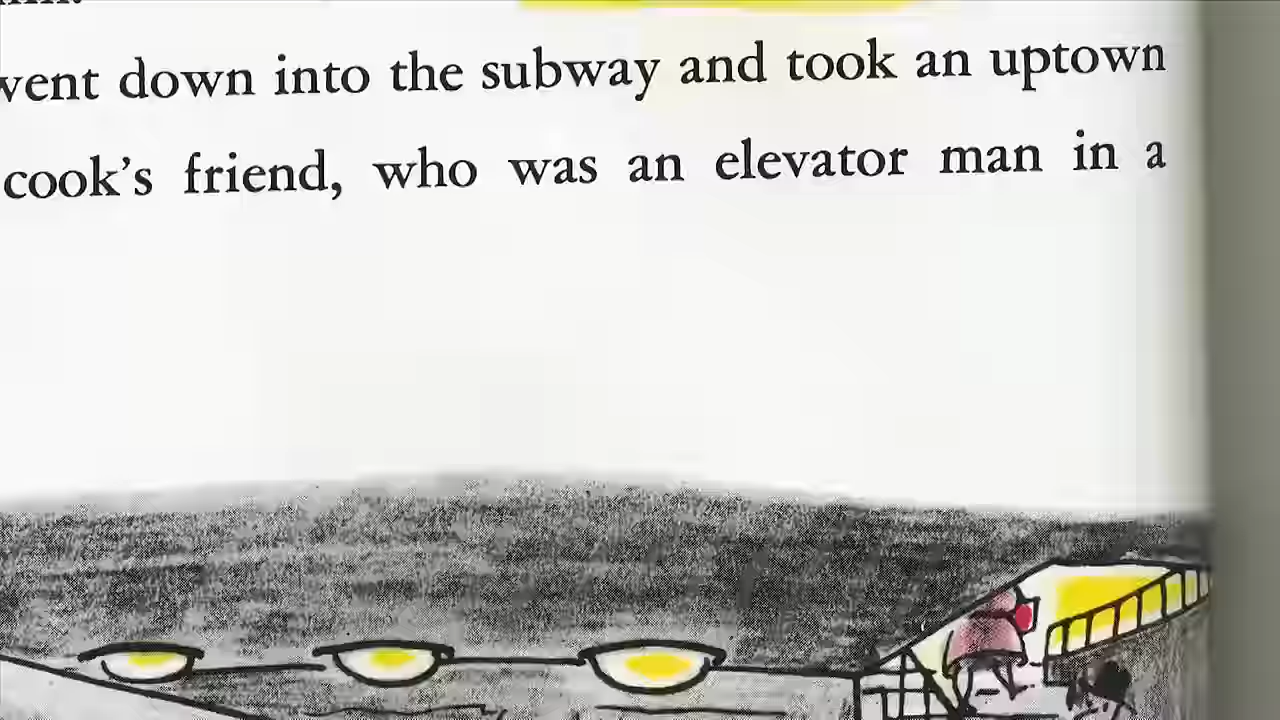 went down into the subway and took an uptown
cook's friend, who was an elevator man in a